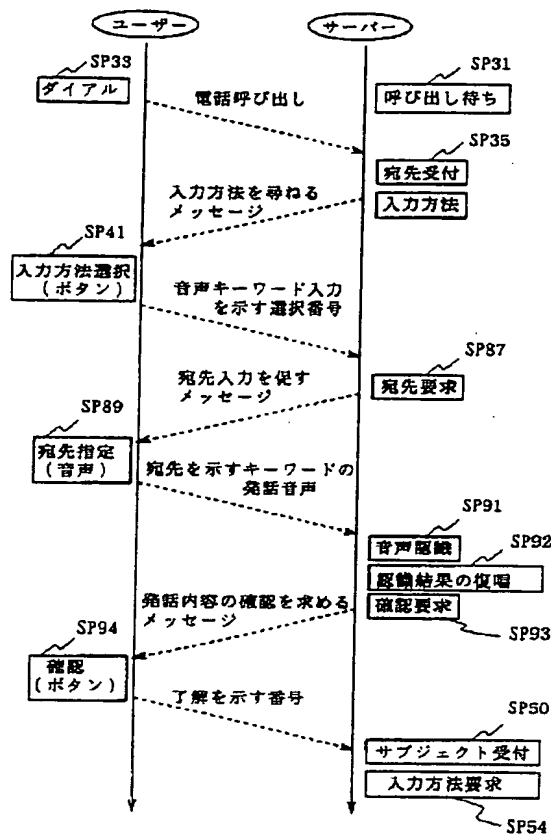 ユーザー
サーバー
SP33
ダイアル
SP31
呼び出し待ち
電話呼び出し
SP35
宛先受付
入力方法
入力方法を尋ねる
メッセージ
SP41
入力方法選択
(ボタン)
音声キーワード入力
を示す選択番号
SP87
宛先要求
宛先入力を促す
メッセージ
SP89
宛先指定
(音声)
宛先を示すキーワードの
発話音声
SP91
音声認識
SP92
認識結果の復唱
確認要求
SP93
発話内容の確認を求める
メッセージ
SP94
確認
(ボタン)
了解を示す番号
SP50
サブジェクト受付
入力方法要求
SP54